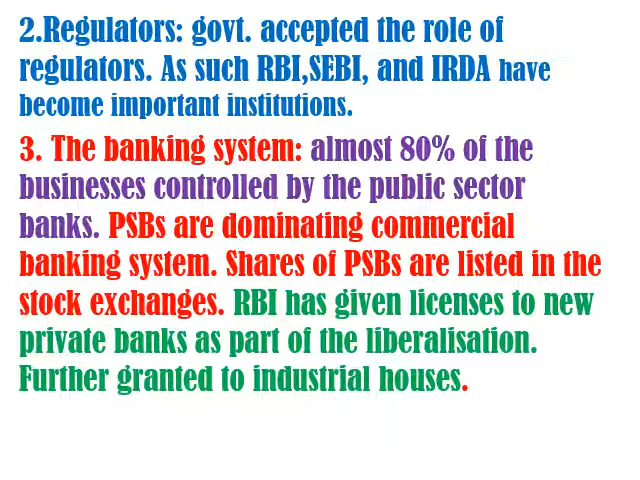 2.Regulators: govt. accepted the role of
regulators. As such RBI,SEBI, and IRDA have
become important institutions.
3. The banking system: almost 80% of the
businesses controlled by the public sector
banks. PSBs are dominating commercial
banking system. Shares of PSBs are listed in the
stock exchanges. RBI has given licenses to new
private banks as part of the liberalisation.
Further granted to industrial houses.